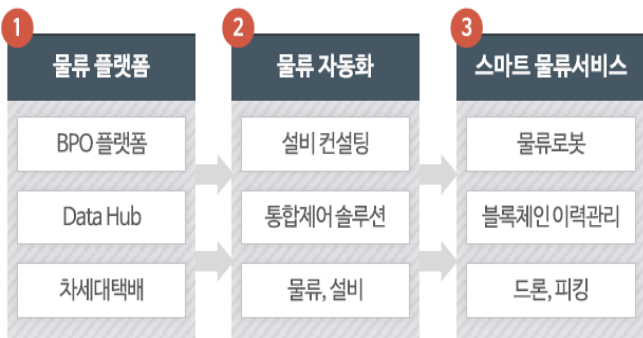 1
물류 플랫폼
BPO 플랫폼
Data Hub
차세대택배
2
물류 자동화
설비 컨설팅
통합제어 솔루션
물류, 설비
3
스마트 물류서비스
물류로봇
블록체인 이력관리
드론, 피킹